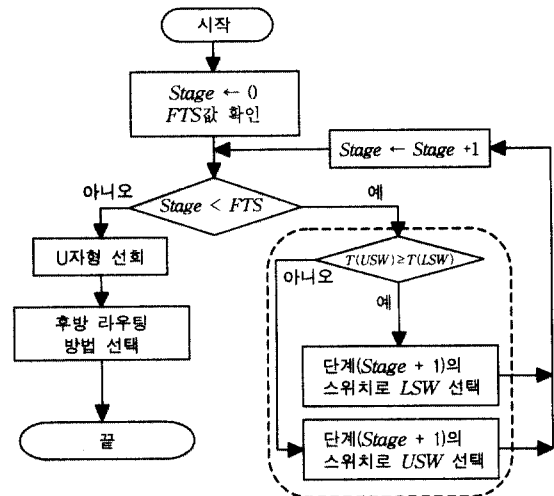 시작
Stage ← 0
FTS값 확인
Stage ← Stage +1
아니오
예
Stage < FTS
U자형 선회
T(USW)≥T(LSW)
아니오
예
후방 라우팅
방법 선택
단계(Stage + 1)의
스위치로 LSW 선택
끝
단계(Stage + 1)의
스위치로 USW 선택